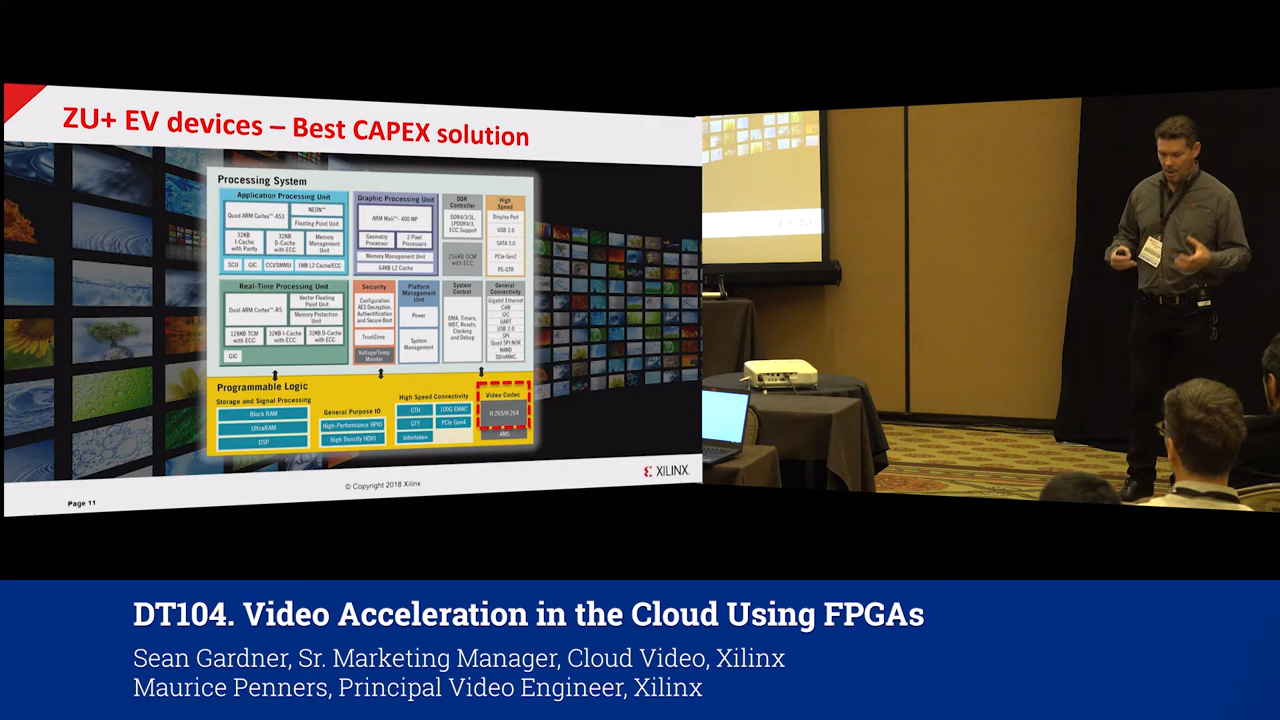 ZU+ EV devices – Best CAPEX solution
Processing System
Application Processing Unit
Quad ARM Cortex™-A53
NEON™
Floating Point Unit
32KB
I-Cache
with Parity
32KB
D-Cache
with ECC
Memory
Management
Unit
SCU
GIC
CCI/SMMU
1MB L2 Cache/ECC
Graphic Processing Unit
ARM Mali™- 400 MP
Geometry
Processor
2 Pixel
Processors
Memory Management Unit
64KB L2 Cache
DDR
Controller
DDR4/3/3L
LPDDR4/3,
ECC Support
256KB OCM
with ECC
High
Speed
Display Port
USB 3.0
SATA 3.0
PCIe Gen2
PS-GTR
Real-Time Processing Unit
Dual ARM Cortex™-R5
Vector Floating
Point Unit
Memory Protection
Unit
128KB TCM
with ECC
32KB I-Cache
with ECC
32KB D-Cache
with ECC
GIC
Security
Configuration
AES Decryption,
Authentication
and Secure Boot
TrustZone
Voltage/Temp
Monitor
Platform
Management
Unit
Power
System
Management
System
Control
DMA, Timers,
WDT, Resets,
Clocking
and Debug
General
Connectivity
Gigabit Ethernet
CAN
I2C
UART
USB 2.0
SPI
Quad SPI NOR
NAND
SD/eMMC
Programmable Logic
Storage and Signal Processing
Block RAM
UltraRAM
DSP
General Purpose IO
High-Performance HPIO
High Density HDIO
High Speed Connectivity
GTH
GTY
Interlaken
100G EMAC
PCIe Gen4
Video Codec
H.265/H.264
AMS
XILINX
© Copyright 2018 Xilinx
Page 11
DT104. Video Acceleration in the Cloud Using FPGAs
Sean Gardner, Sr. Marketing Manager, Cloud Video, Xilinx
Maurice Penners, Principal Video Engineer, Xilinx